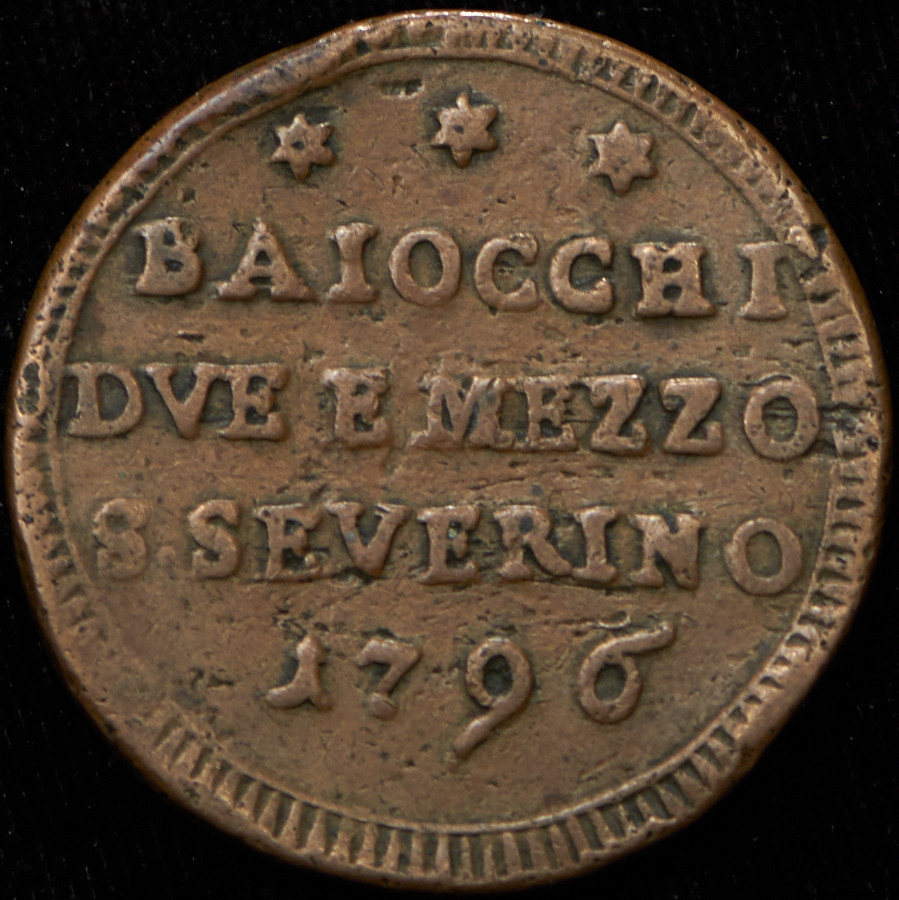 BAIOCCHI
DVE E MEZZO
S. SEVERINO
1796